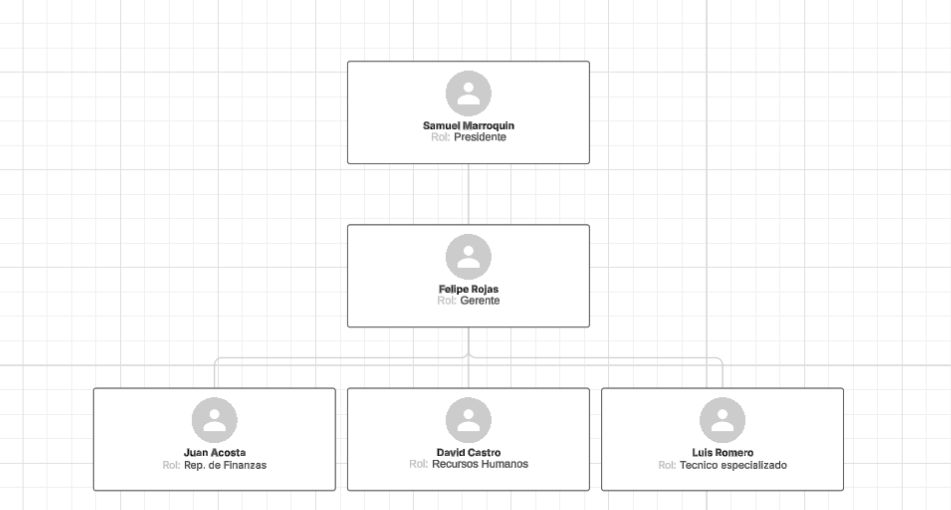 Samuel Marroquin
Rol: Presidente
Felipe Rojas
Rol: Gerente
Juan Acosta
Rol: Rep. de Finanzas
David Castro
Rol: Recursos Humanos
Luis Romero
Rol: Tecnico especializado